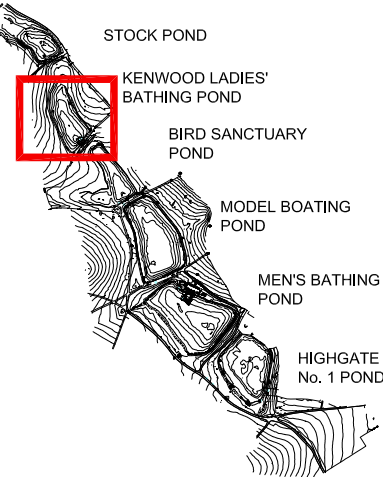 STOCK POND
KENWOOD LADIES'
BATHING POND
BIRD SANCTUARY
POND
MODEL BOATING
POND
MEN'S BATHING
POND
HIGHGATE
No. 1 POND